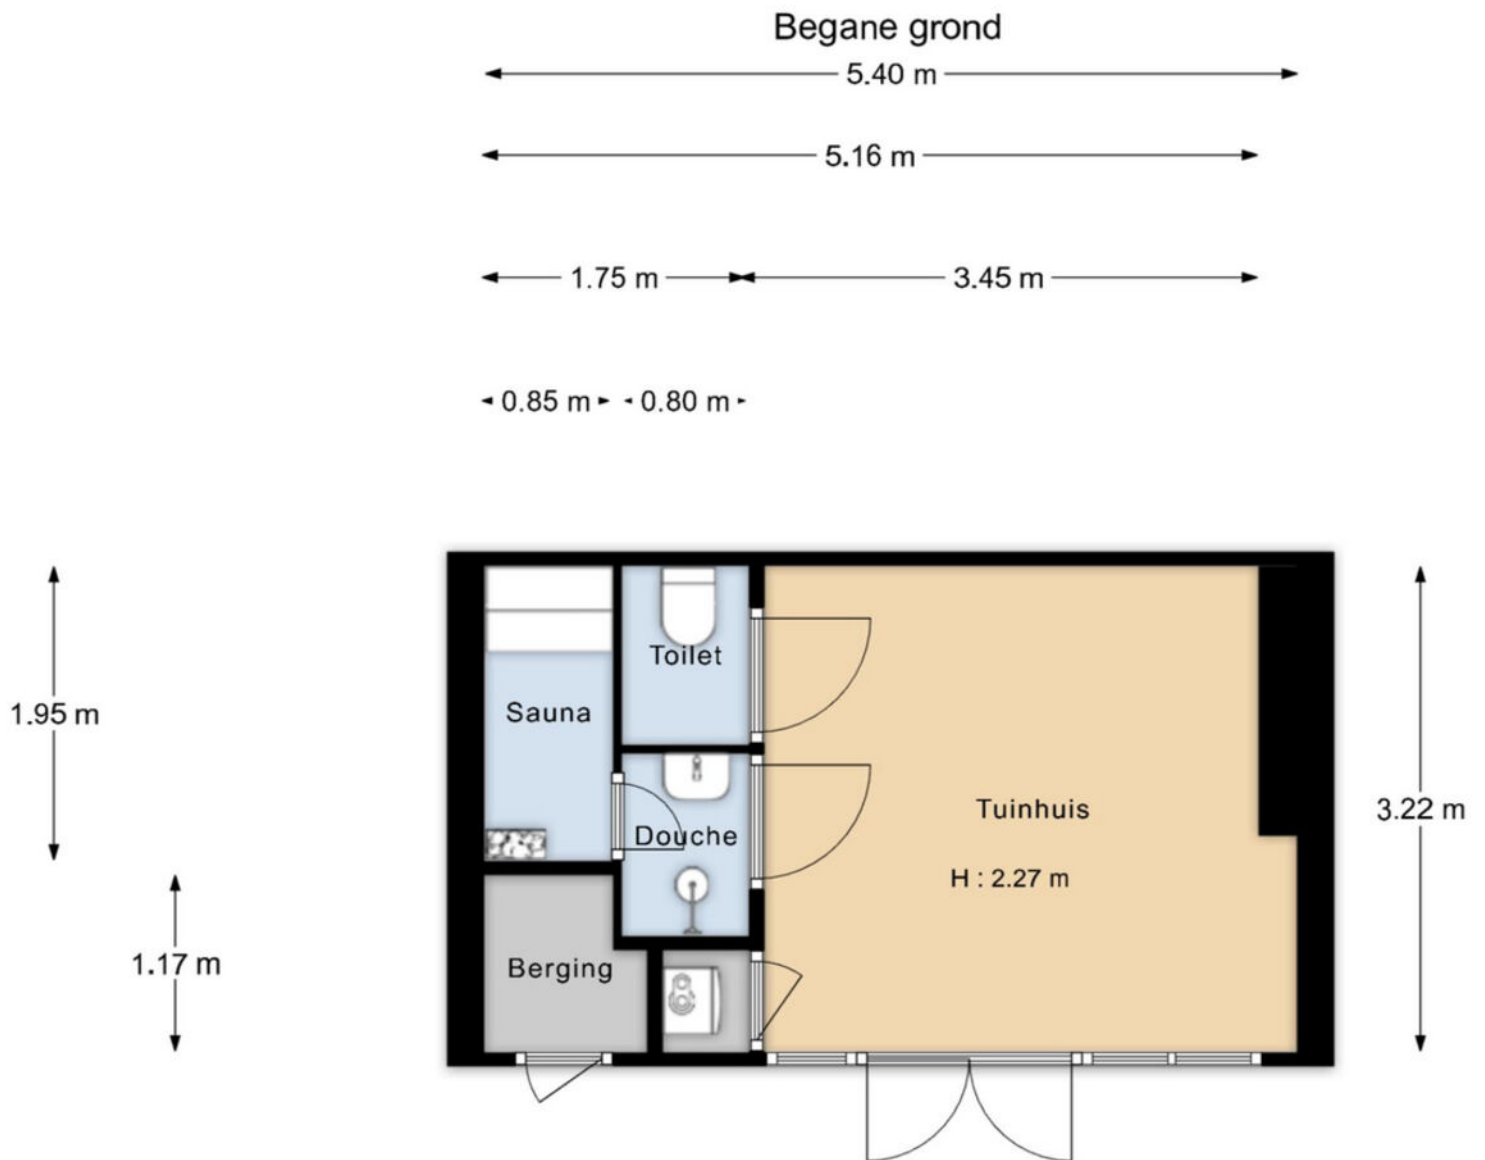 Begane grond
5.40 m
5.16 m
1.75 m
3.45 m
0.85 m
0.80 m
Toilet
Sauna
1.95 m
Tuinhuis
3.22 m
Douche
H : 2.27 m
Berging
1.17 m